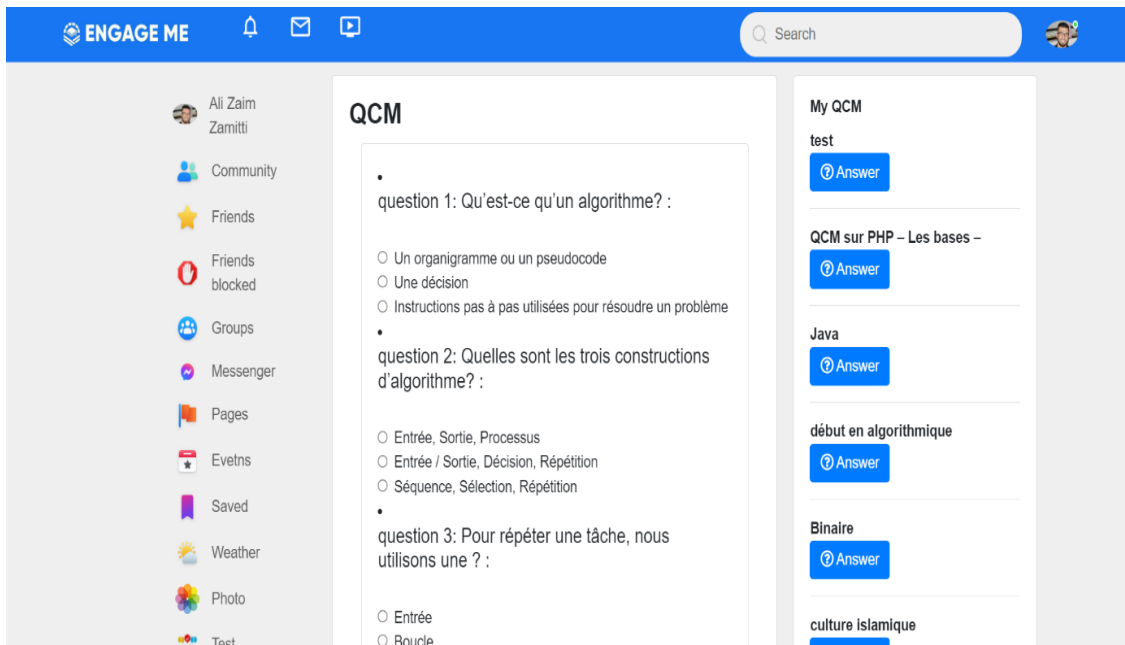 ENGAGE ME
Search
Ali Zaim
Zamitti
Community
Friends
Friends
blocked
Groups
Messenger
Pages
Evetns
Saved
Weather
Photo
Test
QCM
question 1: Qu'est-ce qu'un algorithme? :
Un organigramme ou un pseudocode
Une décision
Instructions pas à pas utilisées pour résoudre un problème
question 2: Quelles sont les trois constructions
d'algorithme? :
Entrée, Sortie, Processus
Entrée / Sortie, Décision, Répétition
Séquence, Sélection, Répétition
question 3: Pour répéter une tâche, nous
utilisons une ? :
Entrée
Boucle
My QCM
test
Answer
QCM sur PHP – Les bases –
Answer
Java
Answer
début en algorithmique
Answer
Binaire
Answer
culture islamique